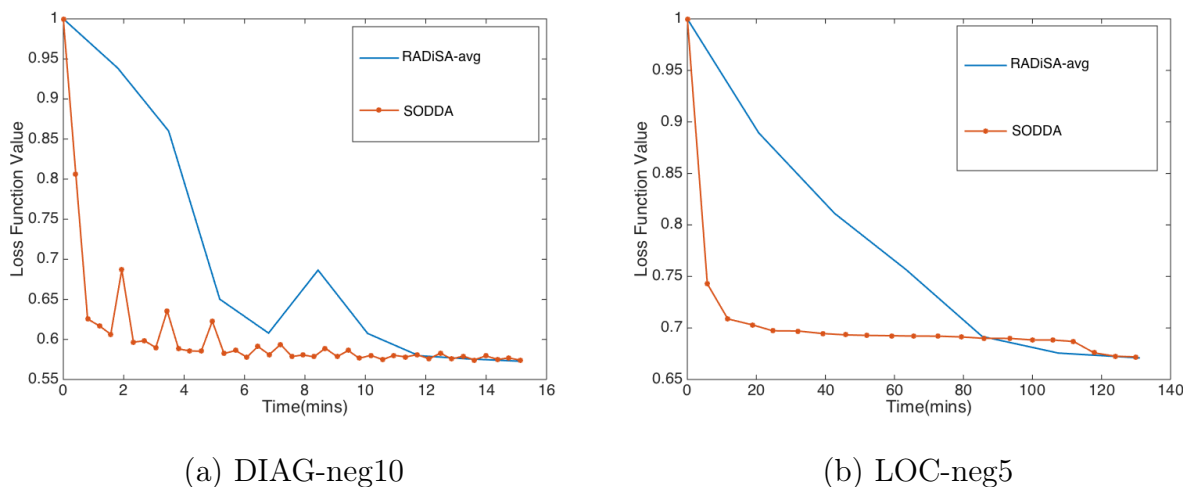 1
0.95
0.9
0.85
0.8
0.75
0.7
0.65
0.6
0.55
Loss Function Value
0 2 4 6 8 10 12 14 16
Time(mins)
RADiSA-avg
SODDA
(a) DIAG-neg10
1
0.95
0.9
0.85
0.8
0.75
0.7
0.65
Loss Function Value
0 20 40 60 80 100 120 140
Time(mins)
RADiSA-avg
SODDA
(b) LOC-neg5